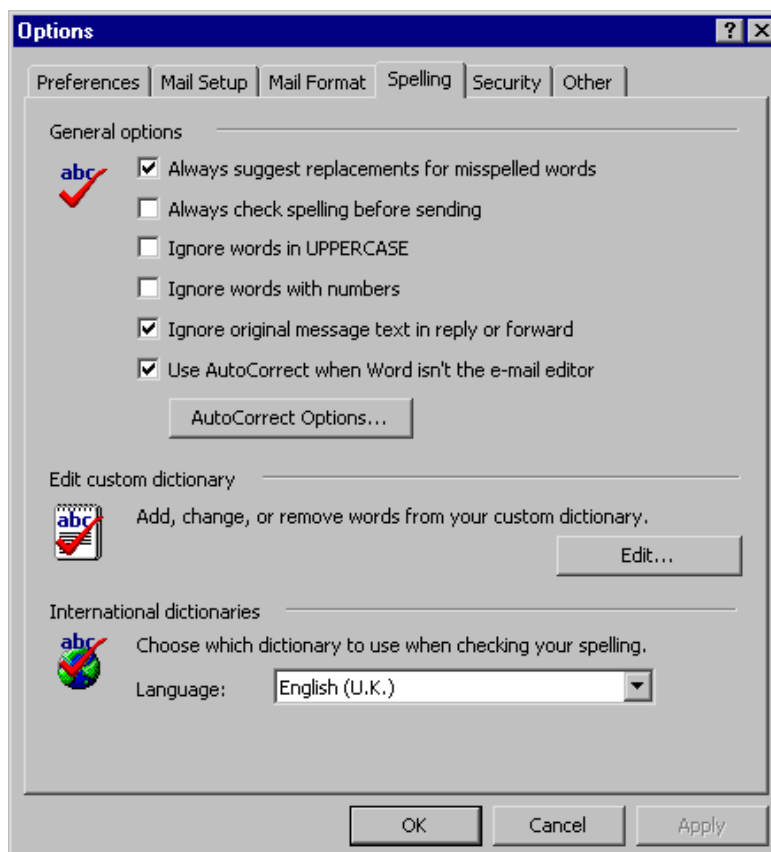 Options
Preferences Mail Setup Mail Format Spelling Security Other
General options
abc
Always suggest replacements for misspelled words
Always check spelling before sending
Ignore words in UPPERCASE
Ignore words with numbers
Ignore original message text in reply or forward
Use AutoCorrect when Word isn't the e-mail editor
AutoCorrect Options...
Edit custom dictionary
abc
Add, change, or remove words from your custom dictionary.
Edit...
International dictionaries
abc
Choose which dictionary to use when checking your spelling.
Language: English (U.K.)
OK Cancel Apply